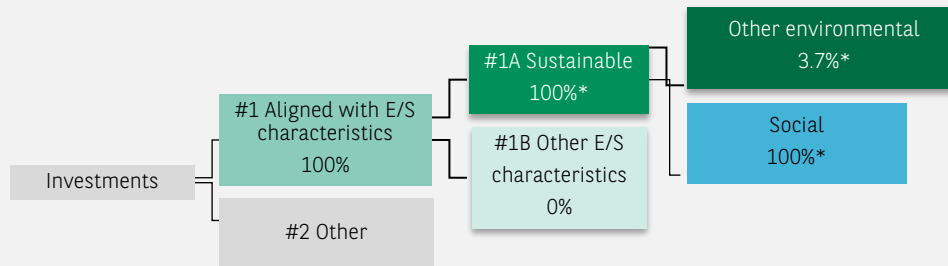 Investments
#1 Aligned with E/S
characteristics
100%
#2 Other
#1A Sustainable
100%*
#1B Other E/S
characteristics
0%
Other environmental
3.7%*
Social
100%*